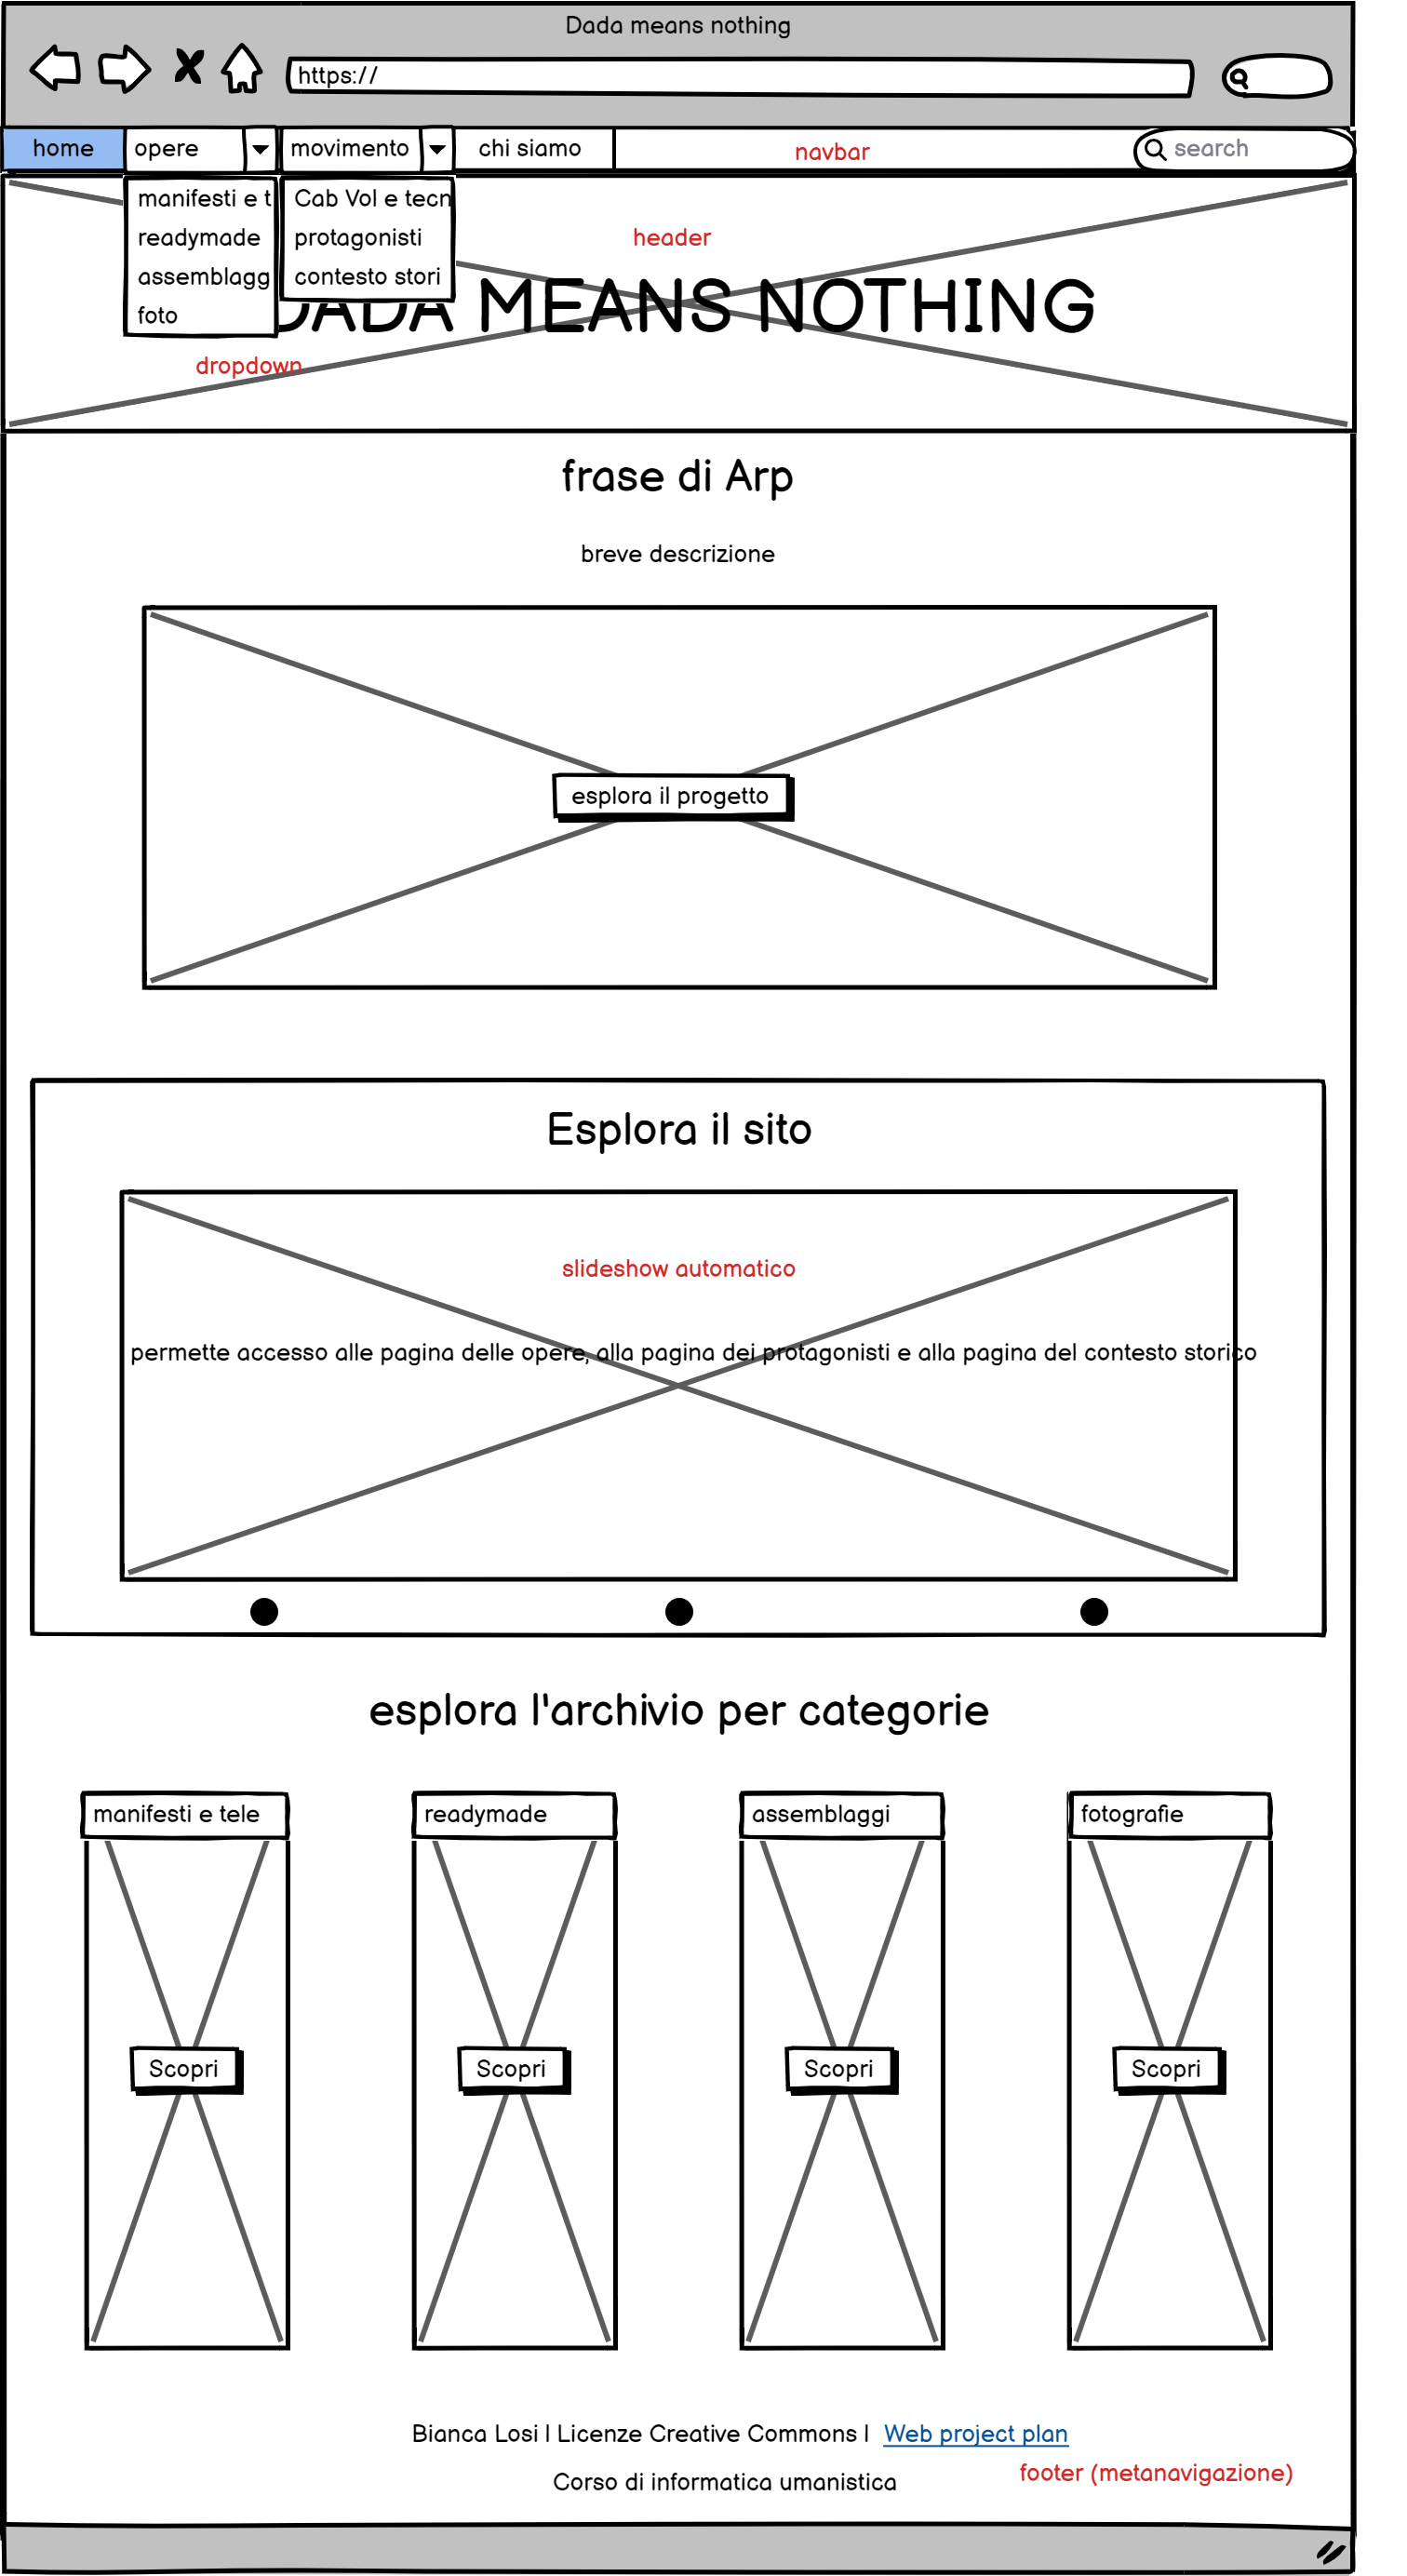 Dada means nothing
https://
home opere movimento chi siamo navbar search
manifesti e t
readymade
assemblagg
foto
Cab Vol e tecn
protagonisti
contesto stori
header
DADA MEANS NOTHING
dropdown
frase di Arp
breve descrizione
esplora il progetto
Esplora il sito
slideshow automatico
permette accesso alle pagina delle opere, alla pagina dei protagonisti e alla pagina del contesto storico
esplora l'archivio per categorie
manifesti e tele readymade assemblaggi fotografie
Scopri Scopri Scopri Scopri
Bianca Losi | Licenze Creative Commons | Web project plan
footer (metanavigazione)
Corso di informatica umanistica